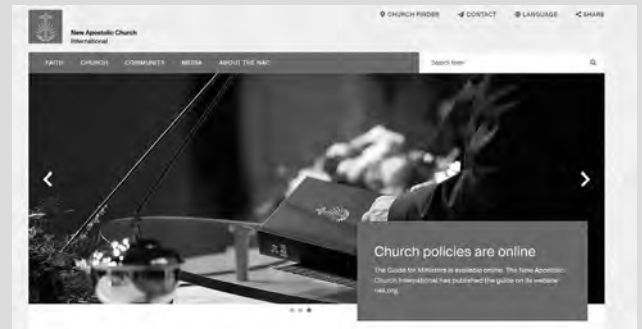 CHURCH FINDER CONTACT LANGUAGE SHARE
New Apostolic Church
International
FAITH CHURCH COMMUNITY MEDIA ABOUT THE NAC Search
Church policies are online
The Guide for Ministers is available online. The New Apostolic
Church International has published the guide on its website
nak.org.